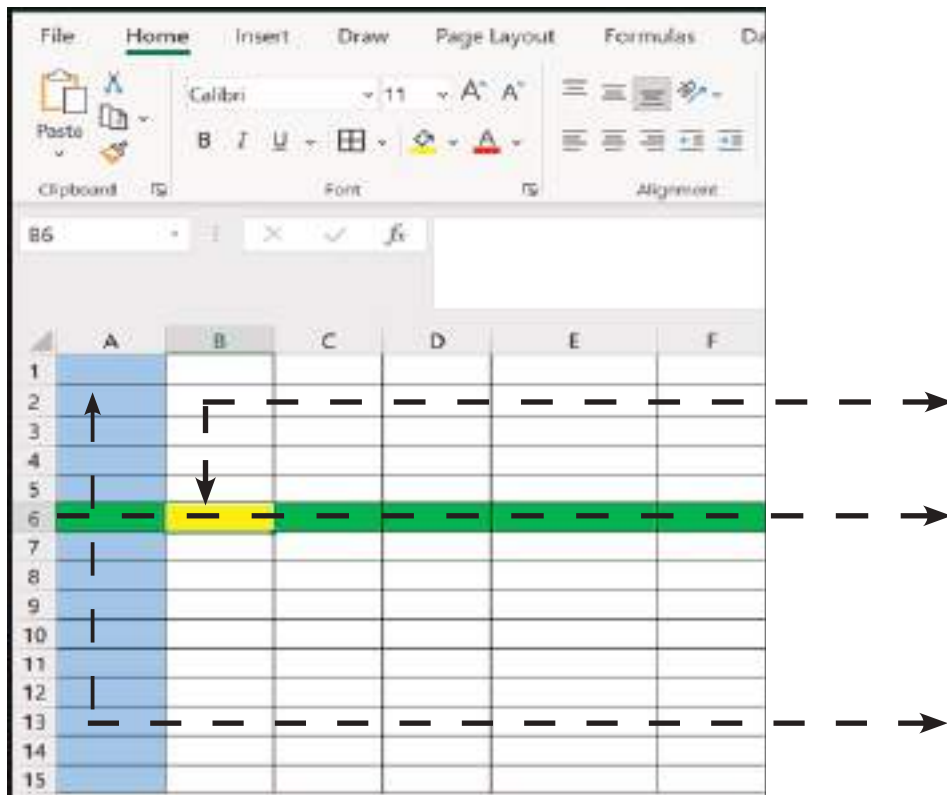 File Home Insert Draw Page Layout Formulas Da
Calibri 11 A^ A^
Paste B I U A
Clipboard Font Alignment
B6 fx
A B C D E F
1
2
3
4
5
6
7
8
9
10
11
12
13
14
15